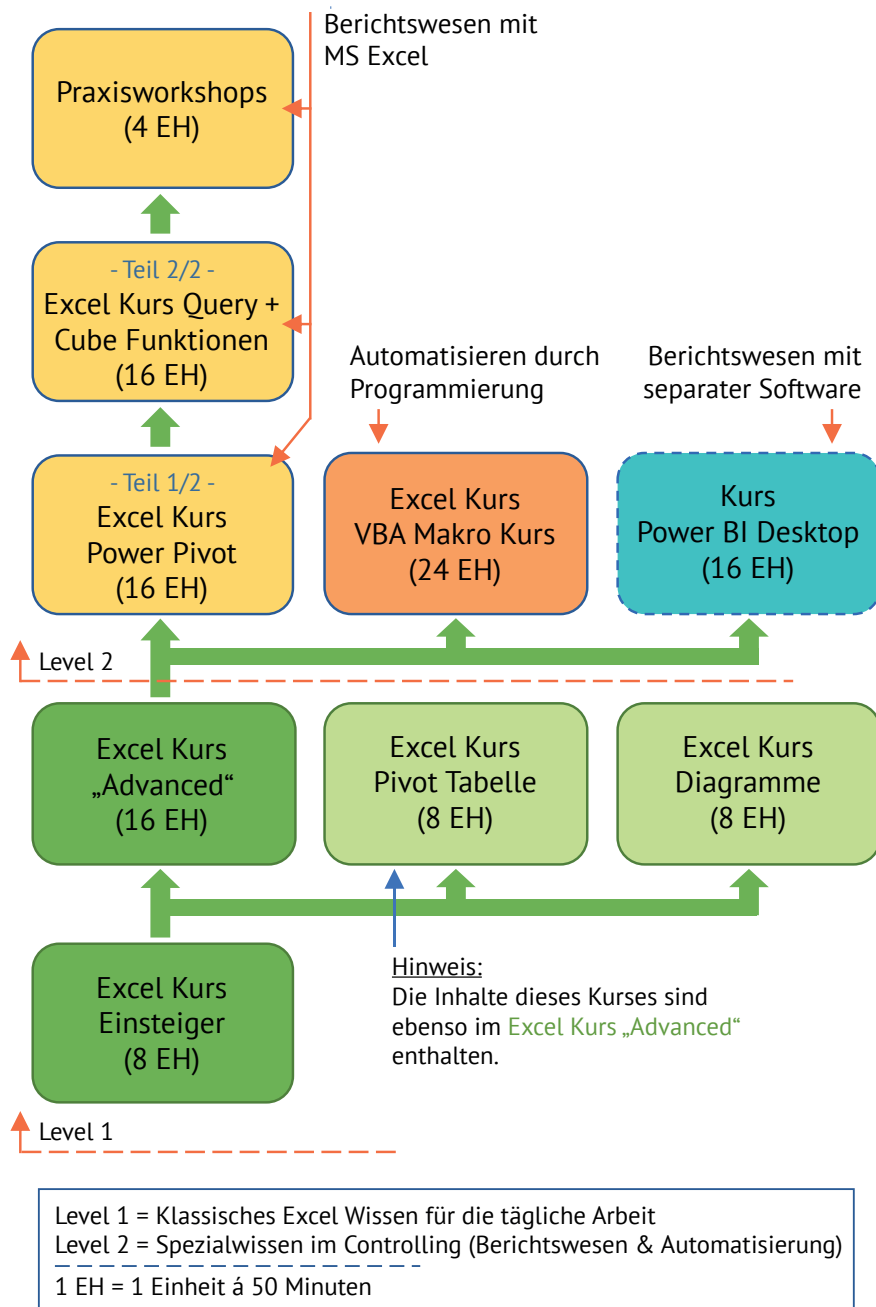 Berichtswesen mit
MS Excel
Praxisworkshops
(4 EH)
- Teil 2/2 -
Excel Kurs Query +
Cube Funktionen
(16 EH)
Automatisieren durch
Programmierung
Berichtswesen mit
separater Software
- Teil 1/2 -
Excel Kurs
Power Pivot
(16 EH)
Excel Kurs
VBA Makro Kurs
(24 EH)
Kurs
Power BI Desktop
(16 EH)
Level 2
Excel Kurs
„Advanced“
(16 EH)
Excel Kurs
Pivot Tabelle
(8 EH)
Excel Kurs
Diagramme
(8 EH)
Excel Kurs
Einsteiger
(8 EH)
Hinweis:
Die Inhalte dieses Kurses sind
ebenso im Excel Kurs „Advanced“
enthalten.
Level 1
Level 1 = Klassisches Excel Wissen für die tägliche Arbeit
Level 2 = Spezialwissen im Controlling (Berichtswesen & Automatisierung)
1 EH = 1 Einheit á 50 Minuten